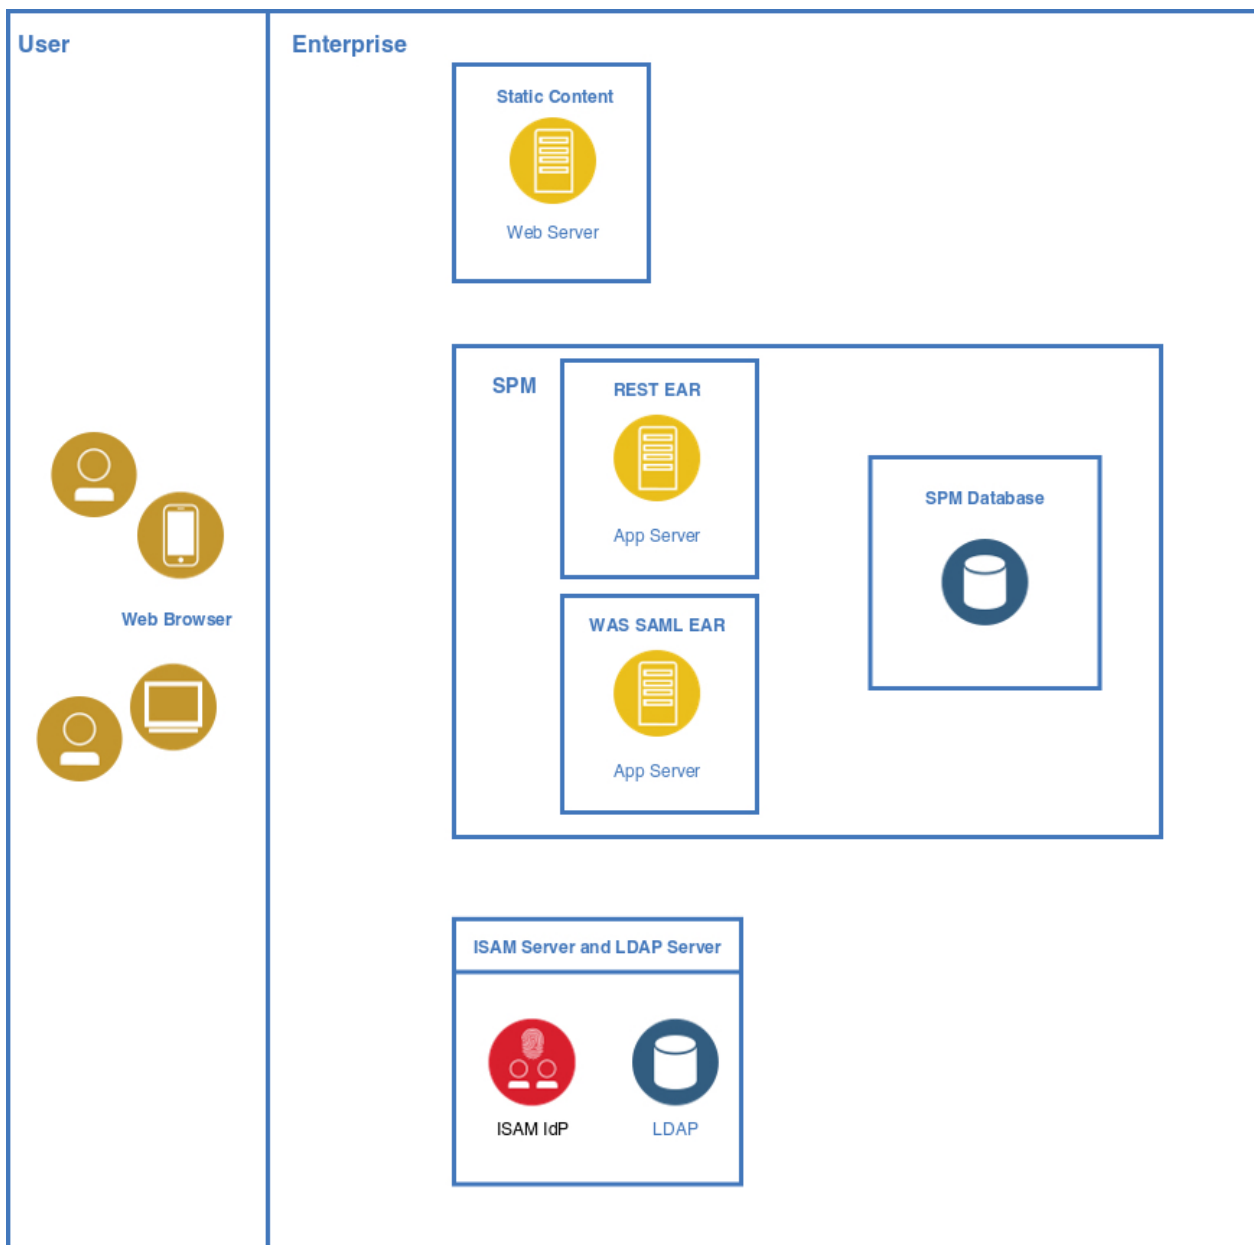 User
Enterprise
Static Content
Web Server
SPM
REST EAR
App Server
SPM Database
Web Browser
WAS SAML EAR
App Server
ISAM Server and LDAP Server
ISAM IdP
LDAP